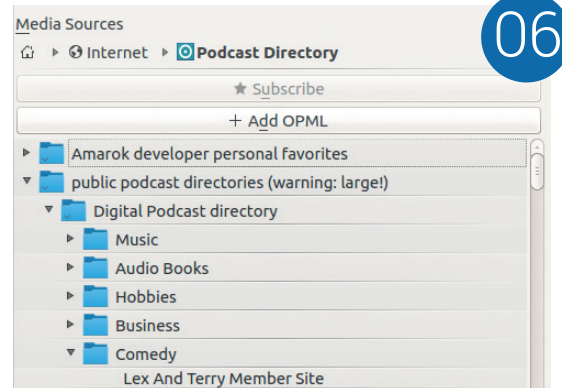 Media Sources
06
Internet Podcast Directory
Subscribe
+ Add OPML
Amarok developer personal favorites
public podcast directories (warning: large!)
Digital Podcast directory
Music
Audio Books
Hobbies
Business
Comedy
Lex And Terry Member Site